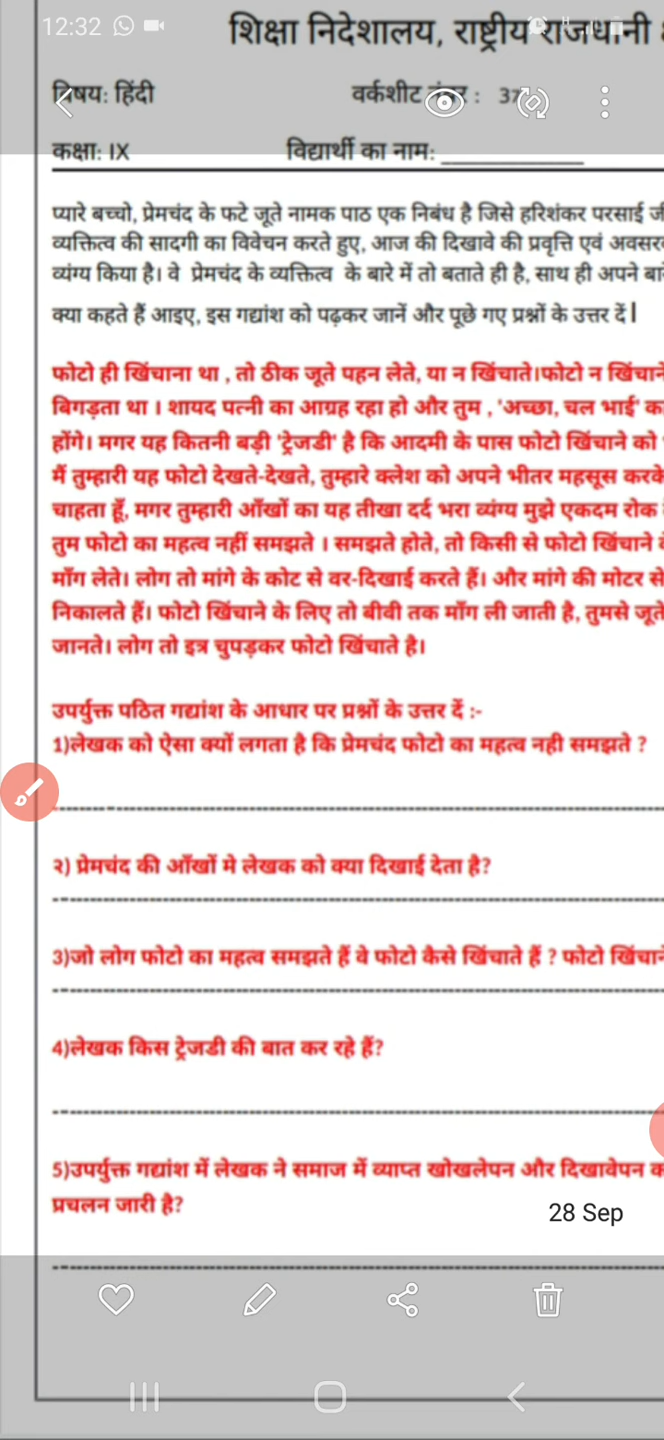 12:32
शिक्षा निदेशालय, राष्ट्रीय राजधानी
विषय: हिंदी वर्कशीट : 37
कक्षा: IX विद्यार्थी का नाम: ____________
प्यारे बच्चो, प्रेमचंद के फटे जूते नामक पाठ एक निबंध है जिसे हरिशंकर परसाई
व्यक्तित्व की सादगी का विवेचन करते हुए, आज की दिखावे की प्रवृत्ति एवं
व्यंग्य किया है। वे प्रेमचंद के व्यक्तित्व के बारे में तो बताते ही है, साथ ही अपने
क्या कहते हैं आइए, इस गद्यांश को पढ़कर जानें और पूछे गए प्रश्नों के उत्तर दें|
फोटो ही खिंचाना था , तो ठीक जूते पहन लेते, या न खिंचाते।फोटो न
बिगड़ता था । शायद पत्नी का आग्रह रहा हो और तुम , 'अच्छा, चल भाई'
होंगे। मगर यह कितनी बड़ी 'ट्रेजडी' है कि आदमी के पास फोटो खिंचाने को
मैं तुम्हारी यह फोटो देखते-देखते, तुम्हारे क्लेश को अपने भीतर महसूस
चाहता हूँ, मगर तुम्हारी आँखों का यह तीखा दर्द भरा व्यंग्य मुझे एकदम रोक
तुम फोटो का महत्व नहीं समझते । समझते होते, तो किसी से फोटो खिंचाने
माँग लेते। लोग तो मांगे के कोट से वर-दिखाई करते हैं। और मांगे की मोटर
निकालते हैं। फोटो खिंचाने के लिए तो बीवी तक माँग ली जाती है, तुमसे
जानते। लोग तो इत्र चुपड़कर फोटो खिंचाते है।
उपर्युक्त पठित गद्यांश के आधार पर प्रश्नों के उत्तर दें :-
1)लेखक को ऐसा क्यों लगता है कि प्रेमचंद फोटो का महत्व नही समझते ?
२) प्रेमचंद की आँखों मे लेखक को क्या दिखाई देता है?
3)जो लोग फोटो का महत्व समझते हैं वे फोटो कैसे खिंचाते हैं ? फोटो
4)लेखक किस ट्रेजडी की बात कर रहे हैं?
5)उपर्युक्त गद्यांश में लेखक ने समाज में व्याप्त खोखलेपन और दिखावेपन
प्रचलन जारी है?
28 Sep